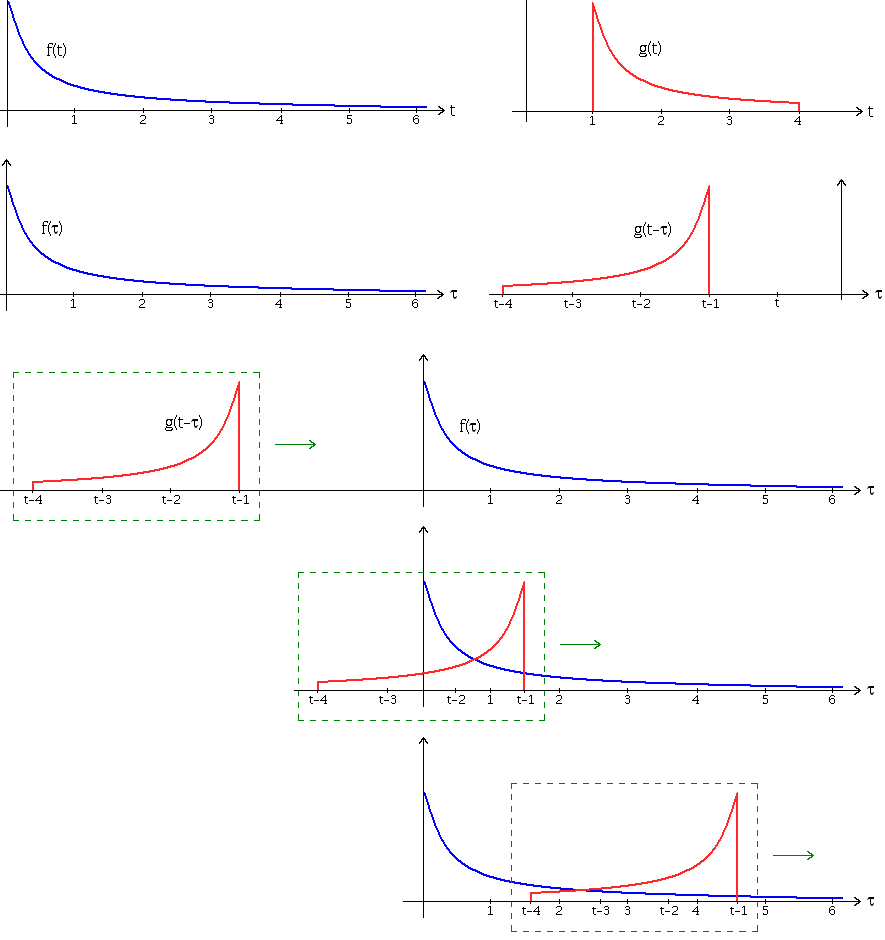 f(t)
g(t)
1 2 3 4 5 6 t
1 2 3 4 t
f(τ)
g(t-τ)
1 2 3 4 5 6 τ
t-4 t-3 t-2 t-1 t τ
g(t-τ)
f(τ)
t-4 t-3 t-2 t-1 1 2 3 4 5 6 τ
t-4 t-3 t-2 1 t-1 2 3 4 5 6 τ
1 t-4 2 t-3 3 t-2 4 t-1 5 6 τ